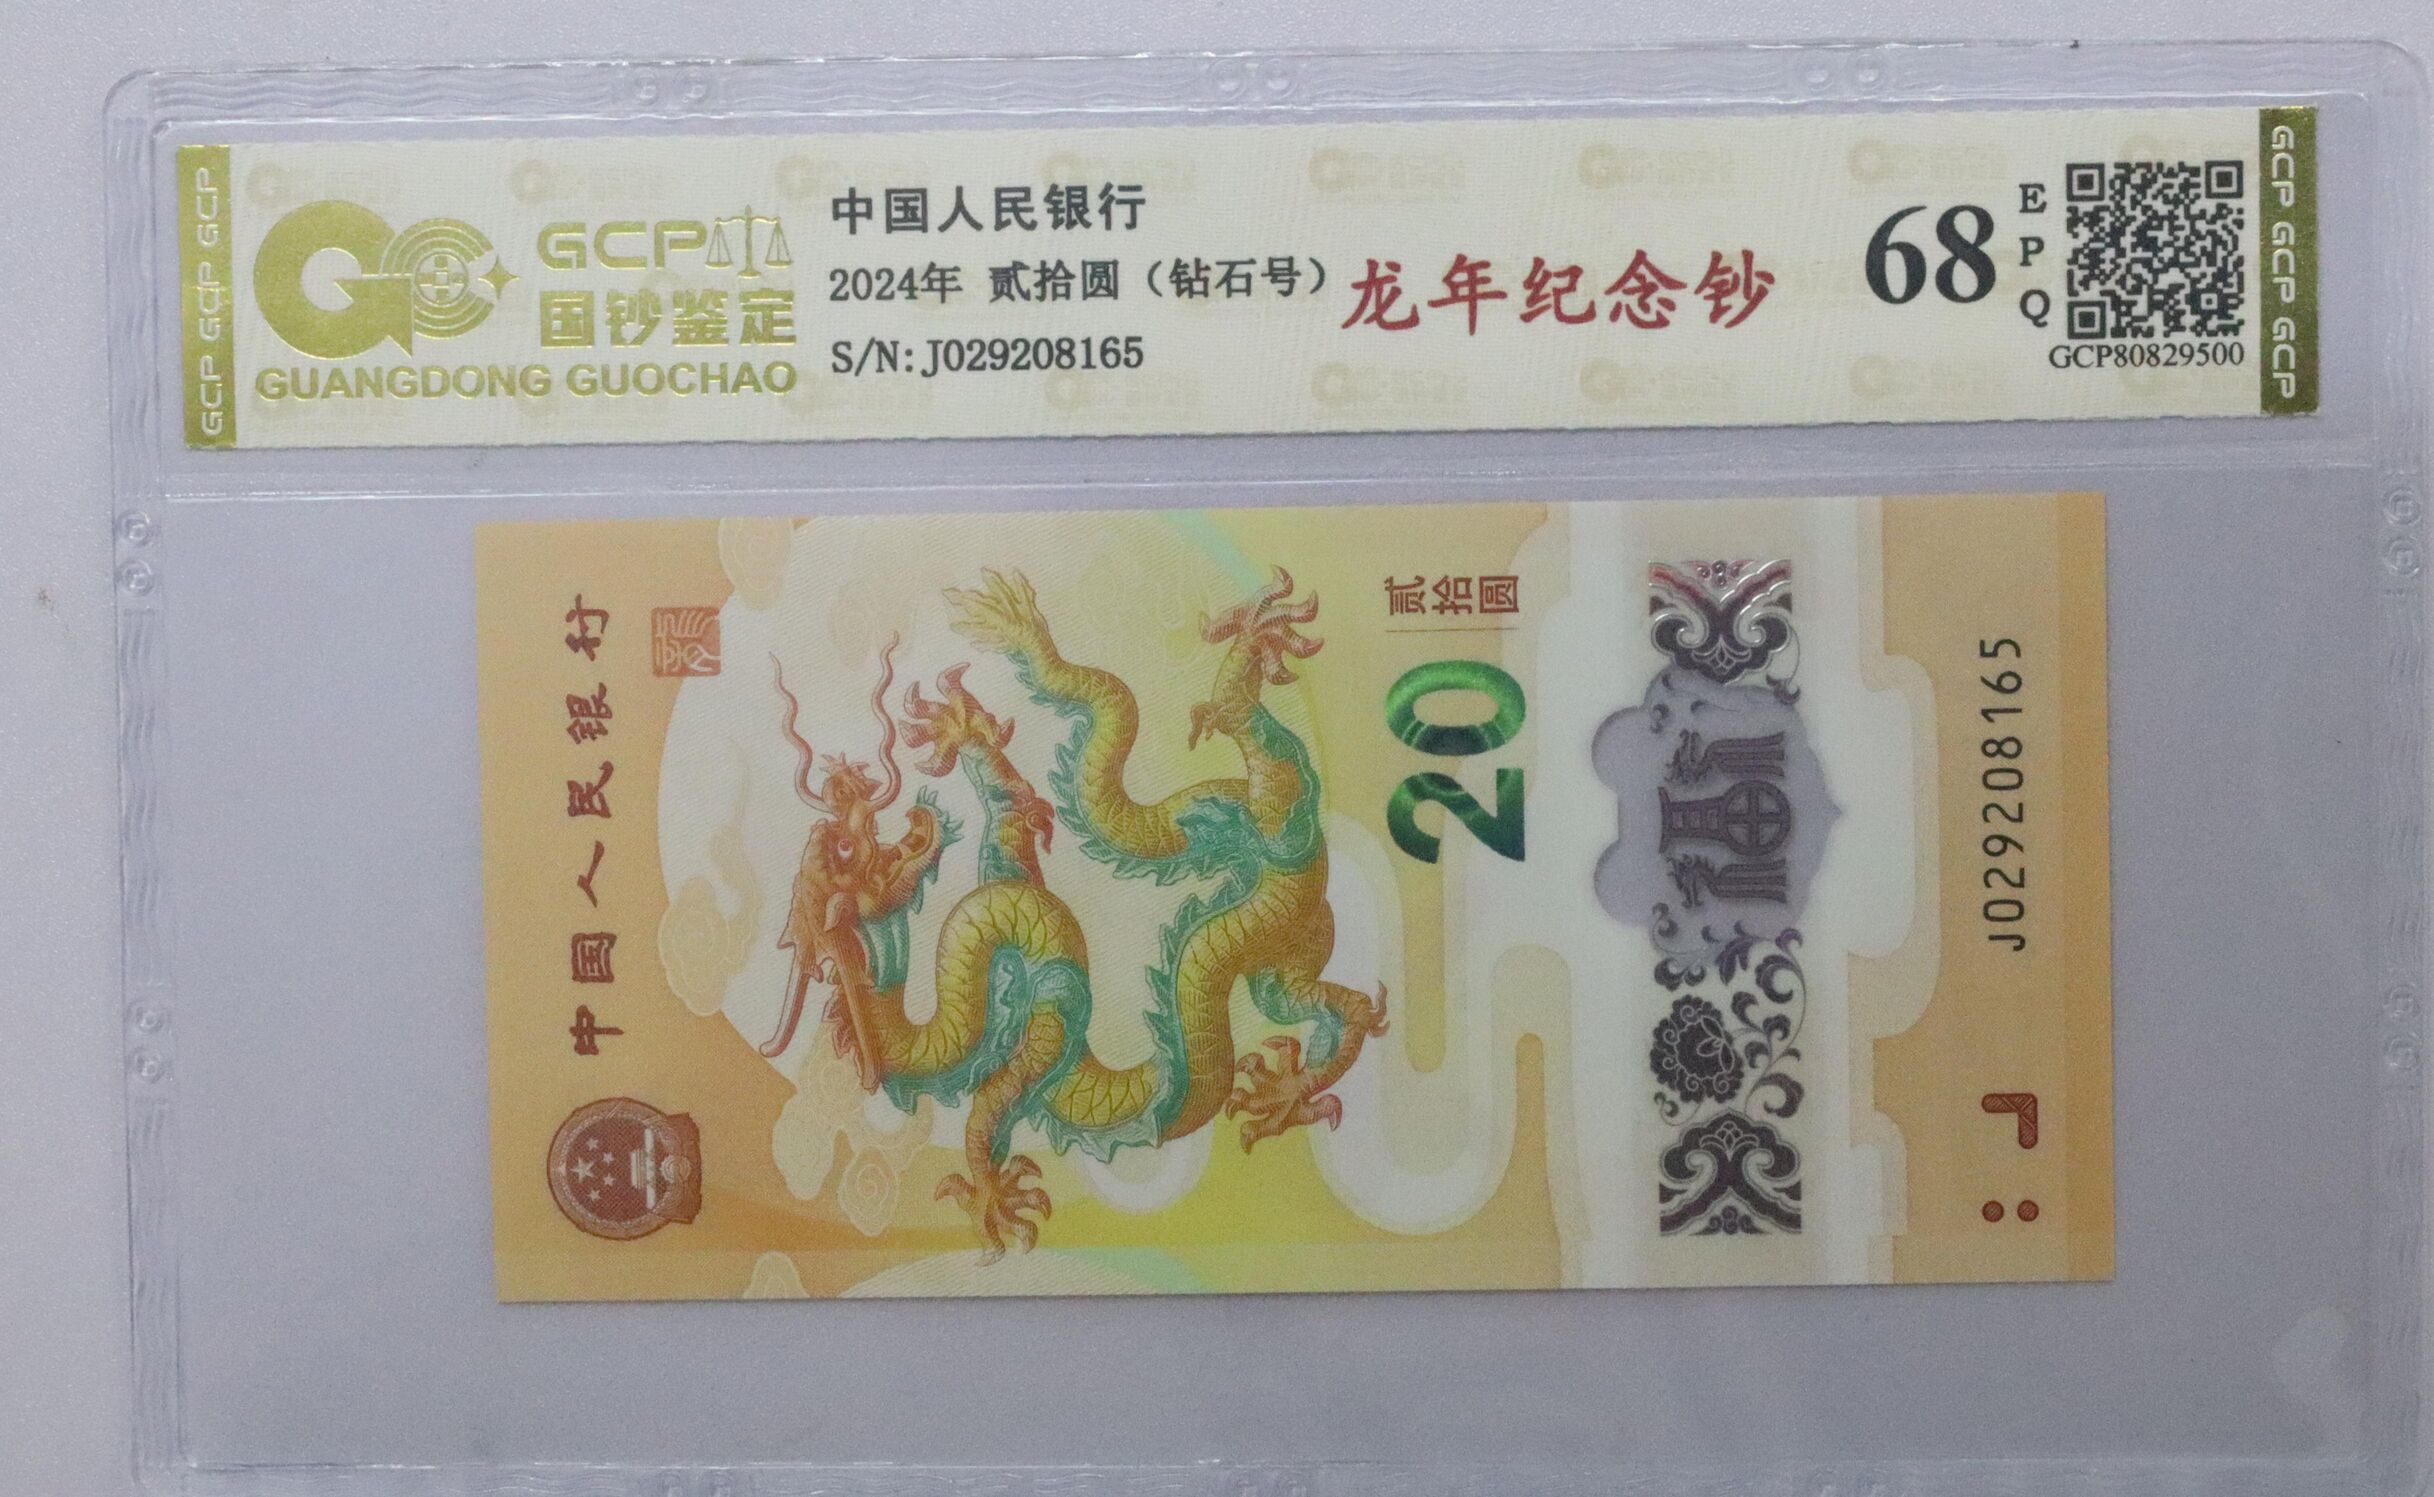 GCP GCP GCP
GCP
国钞鉴定
GUANGDONG GUOCHAO
中国人民银行
2024年 贰拾圆（钻石号）
龙年纪念钞
S/N:J029208165
68
EPQ
GCP80829500
GCP GCP GCP
中国人民银行
贰拾圆
20
J029208165